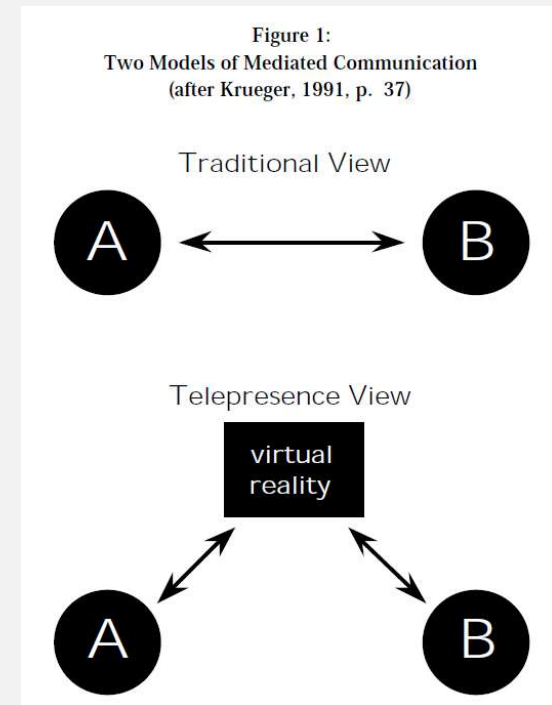 Figure 1:
Two Models of Mediated Communication
(after Krueger, 1991, p. 37)
Traditional View
A
B
Telepresence View
virtual
reality
A
B